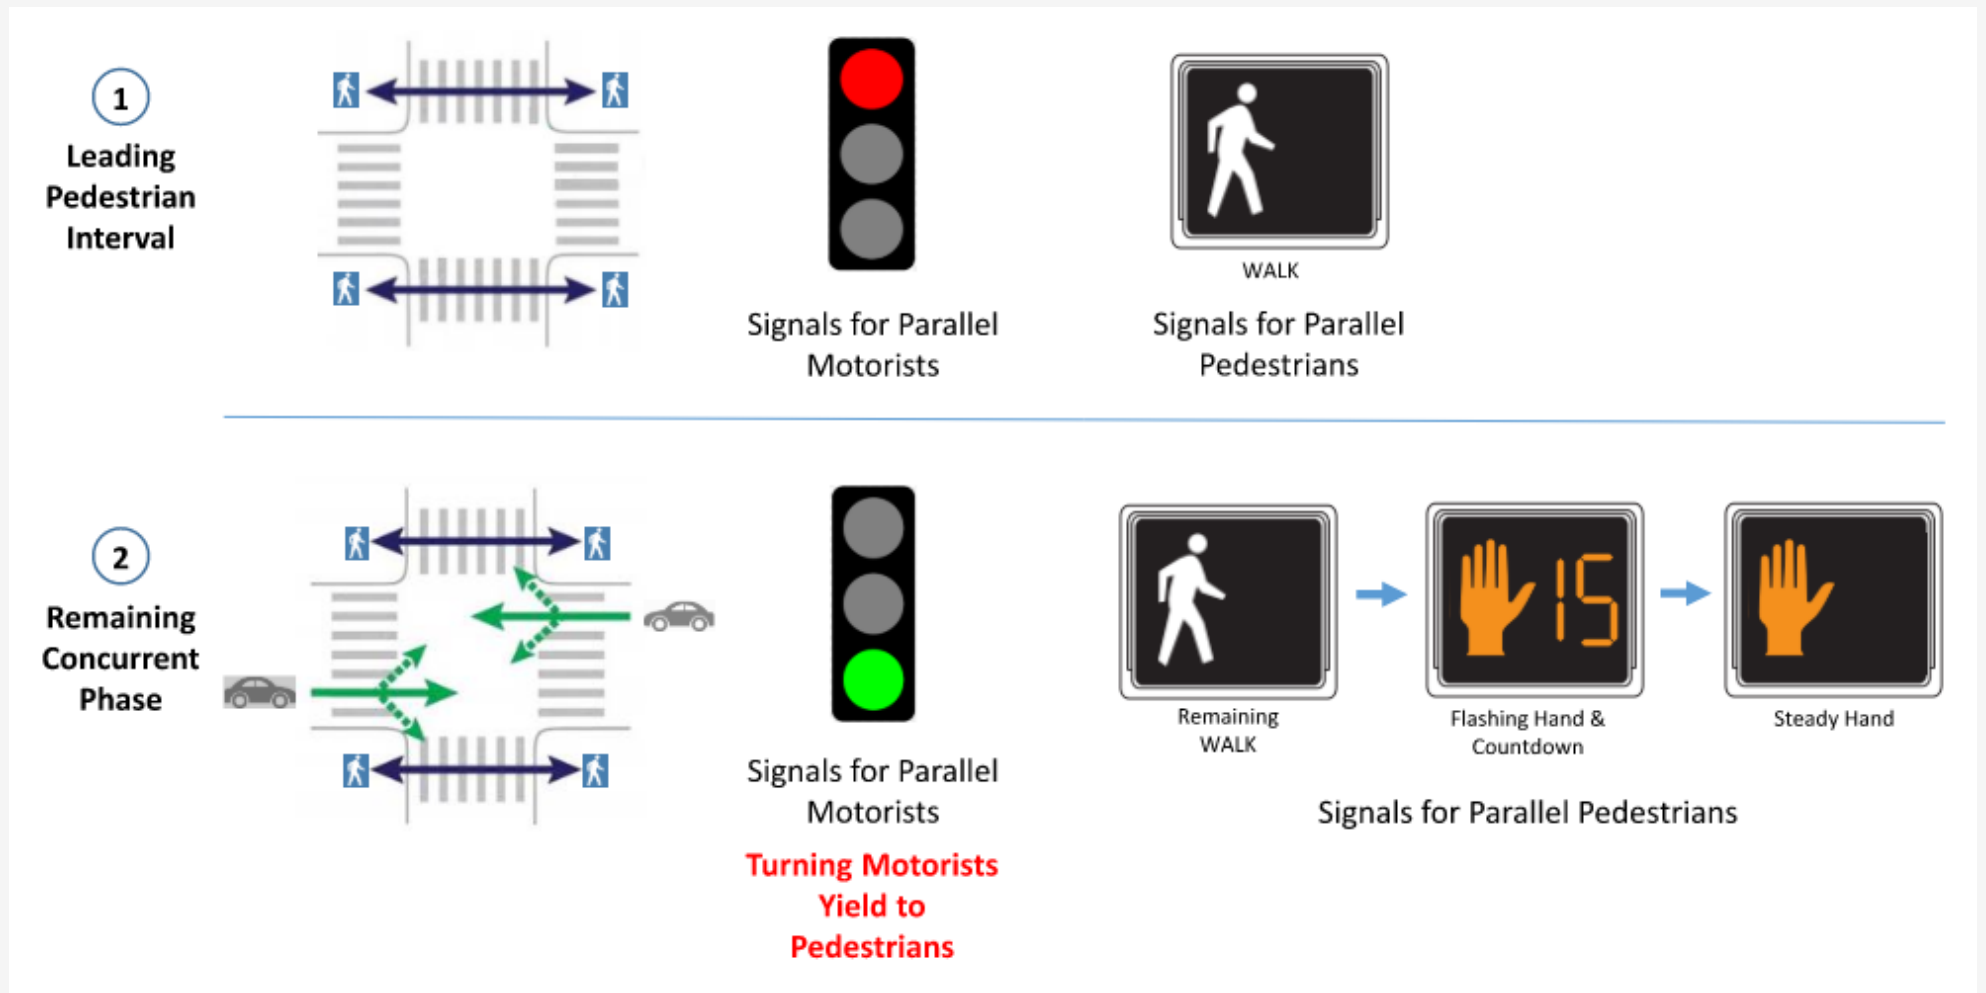 1
Leading
Pedestrian
Interval
WALK
Signals for Parallel
Motorists
Signals for Parallel
Pedestrians
2
Remaining
Concurrent
Phase
15
Remaining
WALK
Flashing Hand &
Countdown
Steady Hand
Signals for Parallel
Motorists
Signals for Parallel Pedestrians
Turning Motorists
Yield to
Pedestrians